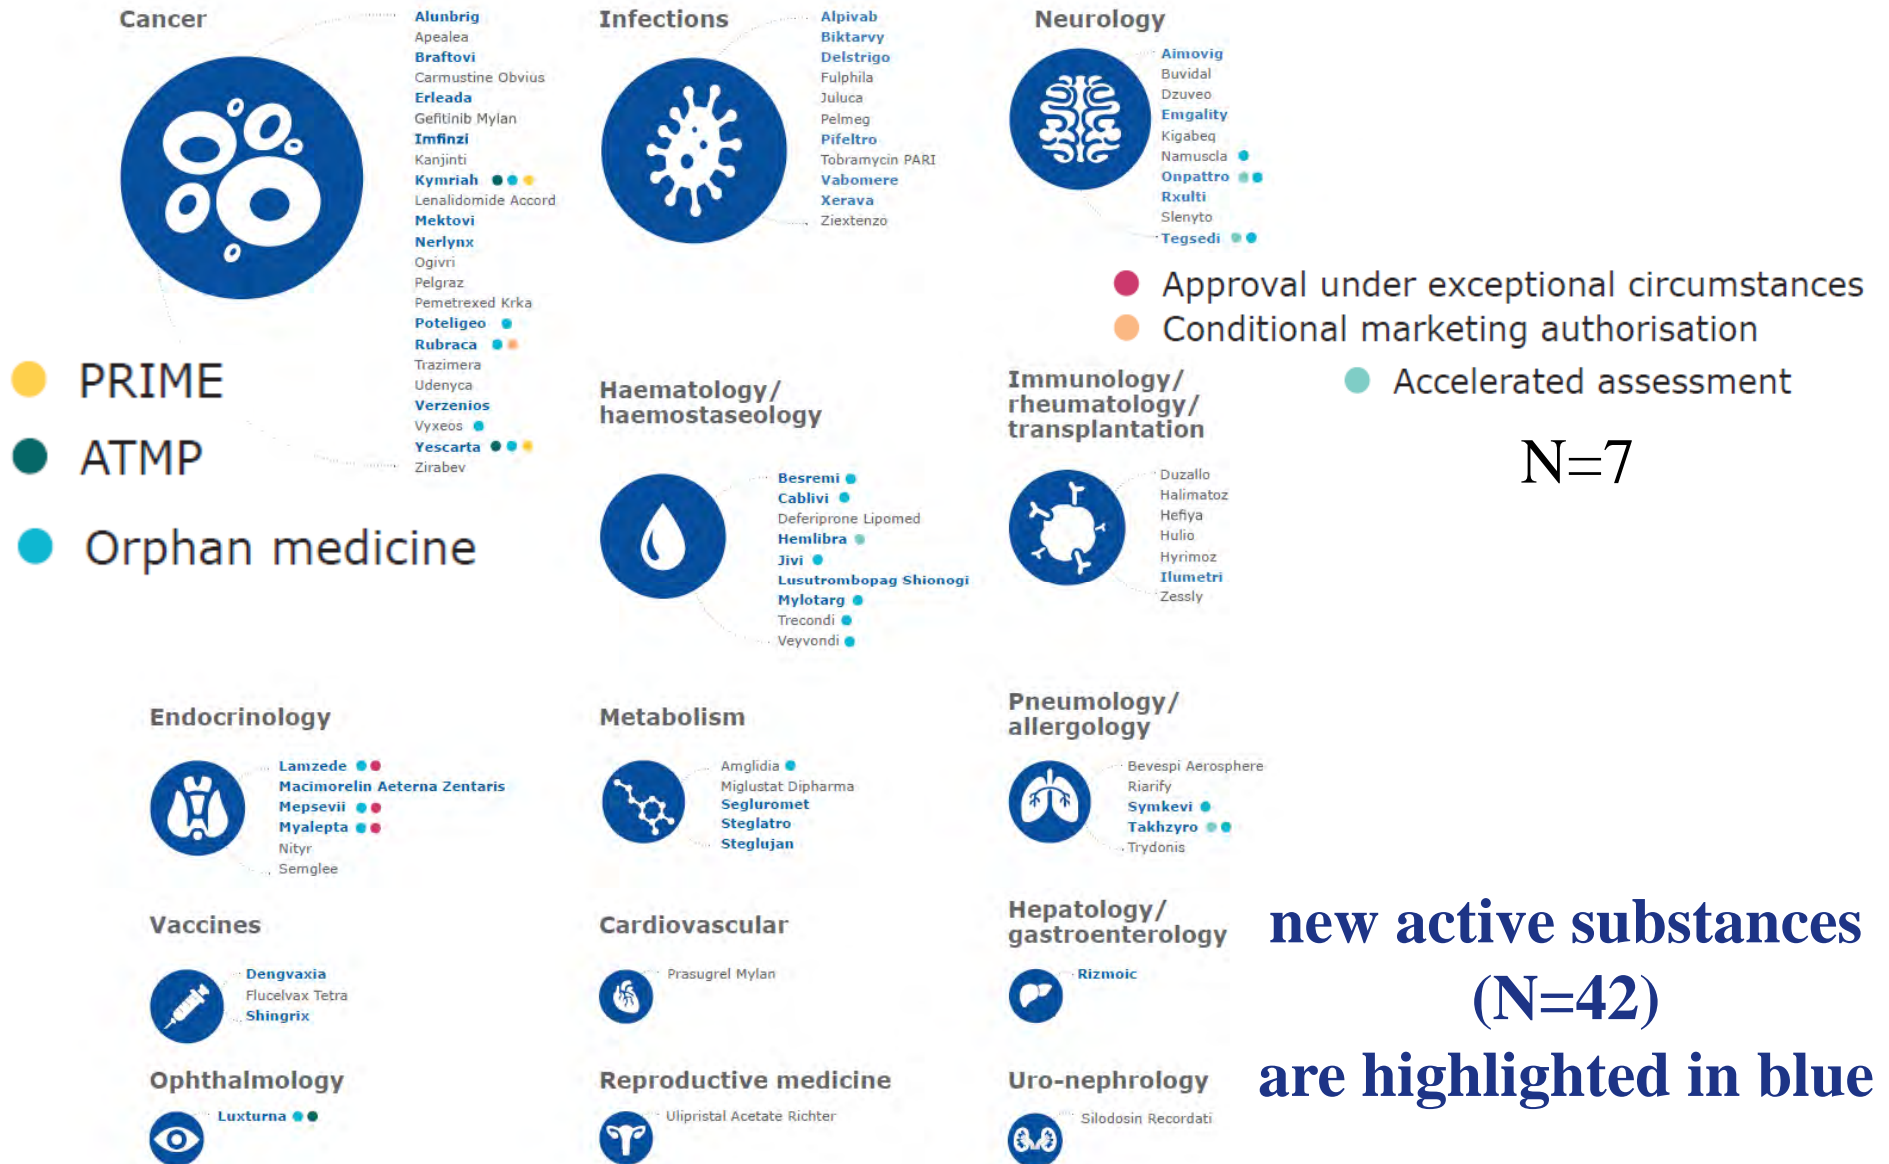 Cancer
Alunbrig
Apealea
Braftovi
Carmustine Obvius
Erleada
Gefitinib Mylan
Imfinzi
Kanjinti
Kymriah
Lenalidomide Accord
Mektovi
Nerlynx
Ogivri
Pelgraz
Pemetrexed Krka
Poteligeo
Rubraca
Trazimera
Udenyca
Verzenios
Vyxeos
Yescarta
Zirabev
Infections
Alpivab
Biktarvy
Delstrigo
Fulphila
Juluca
Pelmeg
Pifeltro
Tobramycin PARI
Vabomere
Xerava
Ziextenzo
Neurology
Aimovig
Buvidal
Dzuveo
Emgality
Kigabeq
Namuscla
Onpattro
Rxulti
Slenyto
Tegsedi
Approval under exceptional circumstances
Conditional marketing authorisation
Accelerated assessment
N=7
PRIME
ATMP
Orphan medicine
Haematology/
haemostaseology
Besremi
Cablivi
Deferiprone Lipomed
Hemlibra
Jivi
Lusutrombopag Shionogi
Mylotarg
Trecondi
Veyvondi
Immunology/
rheumatology/
transplantation
Duzallo
Halimatoz
Hefiya
Hulio
Hyrimoz
Ilumetri
Zessly
Endocrinology
Lamzede
Macimorelin Aeterna Zentaris
Mepsevii
Myalepta
Nityr
Semglee
Metabolism
Amglidia
Miglustat Dipharma
Segluromet
Steglatro
Steglujan
Pneumology/
allergology
Bevespi Aerosphere
Riarify
Symkevi
Takhzyro
Trydonis
Vaccines
Dengvaxia
Flucelvax Tetra
Shingrix
Cardiovascular
Prasugrel Mylan
Hepatology/
gastroenterology
Rizmoic
new active substances
(N=42)
are highlighted in blue
Ophthalmology
Luxturna
Reproductive medicine
Ulipristal Acetate Richter
Uro-nephrology
Silodosin Recordati